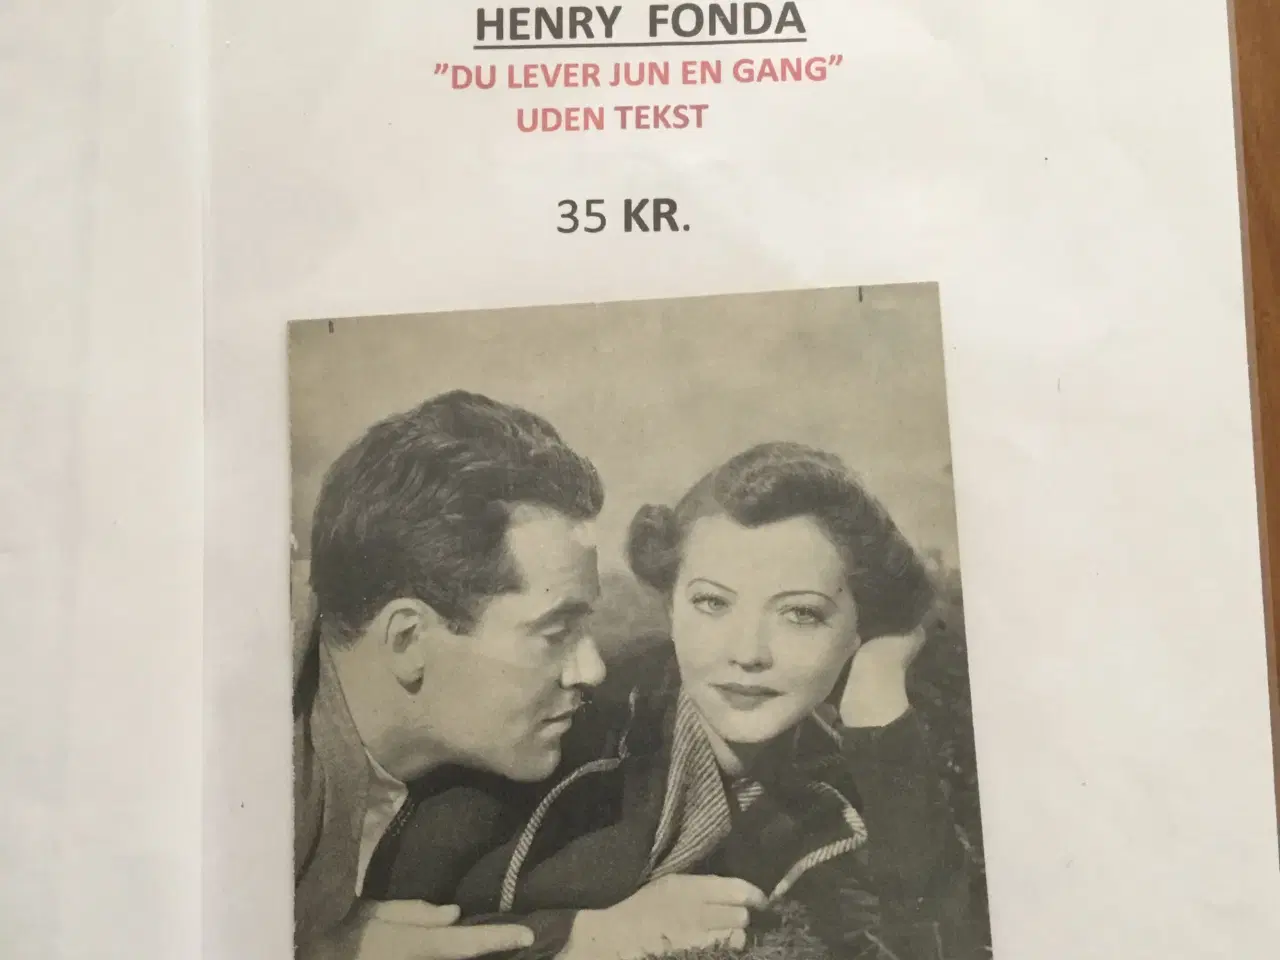 HENRY FONDA
”DU LEVER JUN EN GANG”
UDEN TEKST
35 KR.